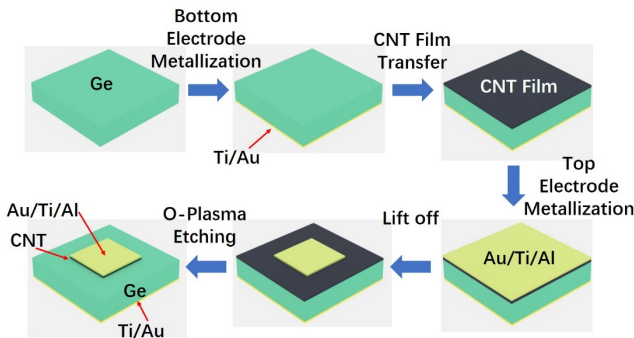 Ge
Bottom
Electrode
Metallization
Ti/Au
CNT Film
Transfer
CNT Film
Top
Electrode
Metallization
Au/Ti/Al
Lift off
O-Plasma
Etching
Au/Ti/Al
CNT
Ge
Ti/Au